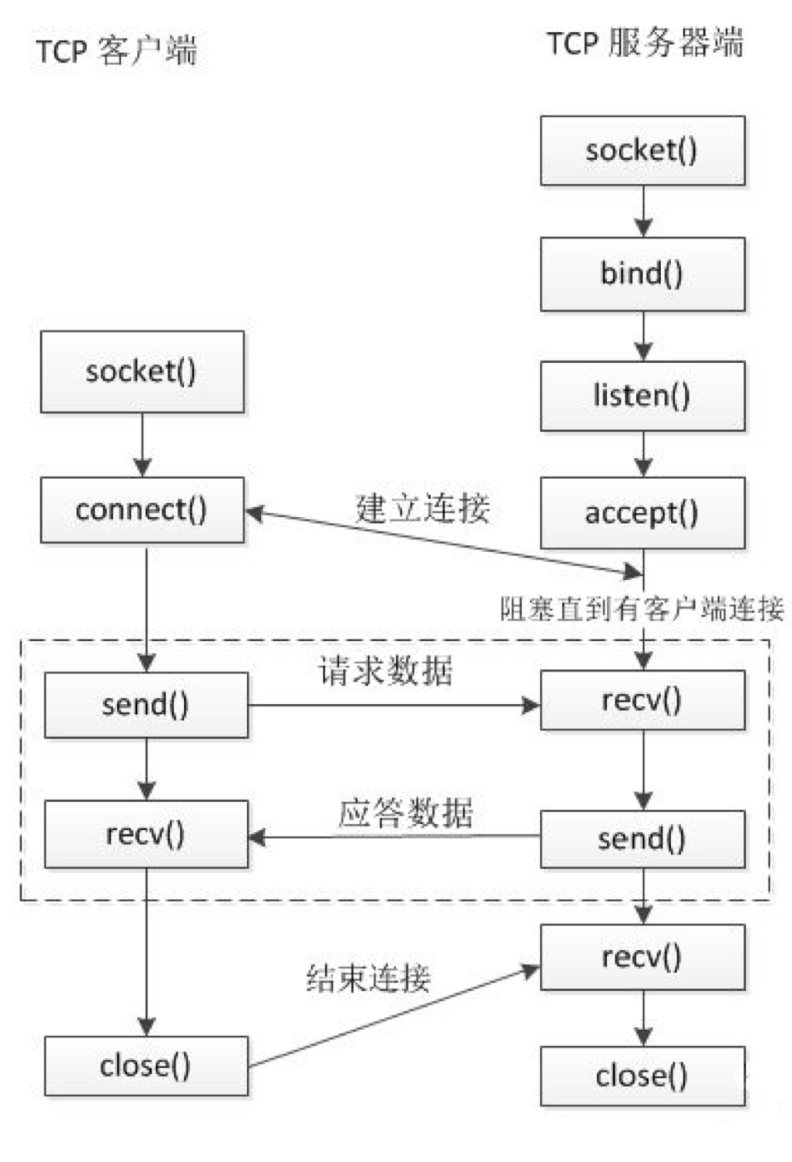 TCP 客户端
TCP 服务器端
socket()
bind()
listen()
socket()
connect()
建立连接
accept()
阻塞直到有客户端连接
send()
请求数据
recv()
recv()
应答数据
send()
结束连接
recv()
close()
close()